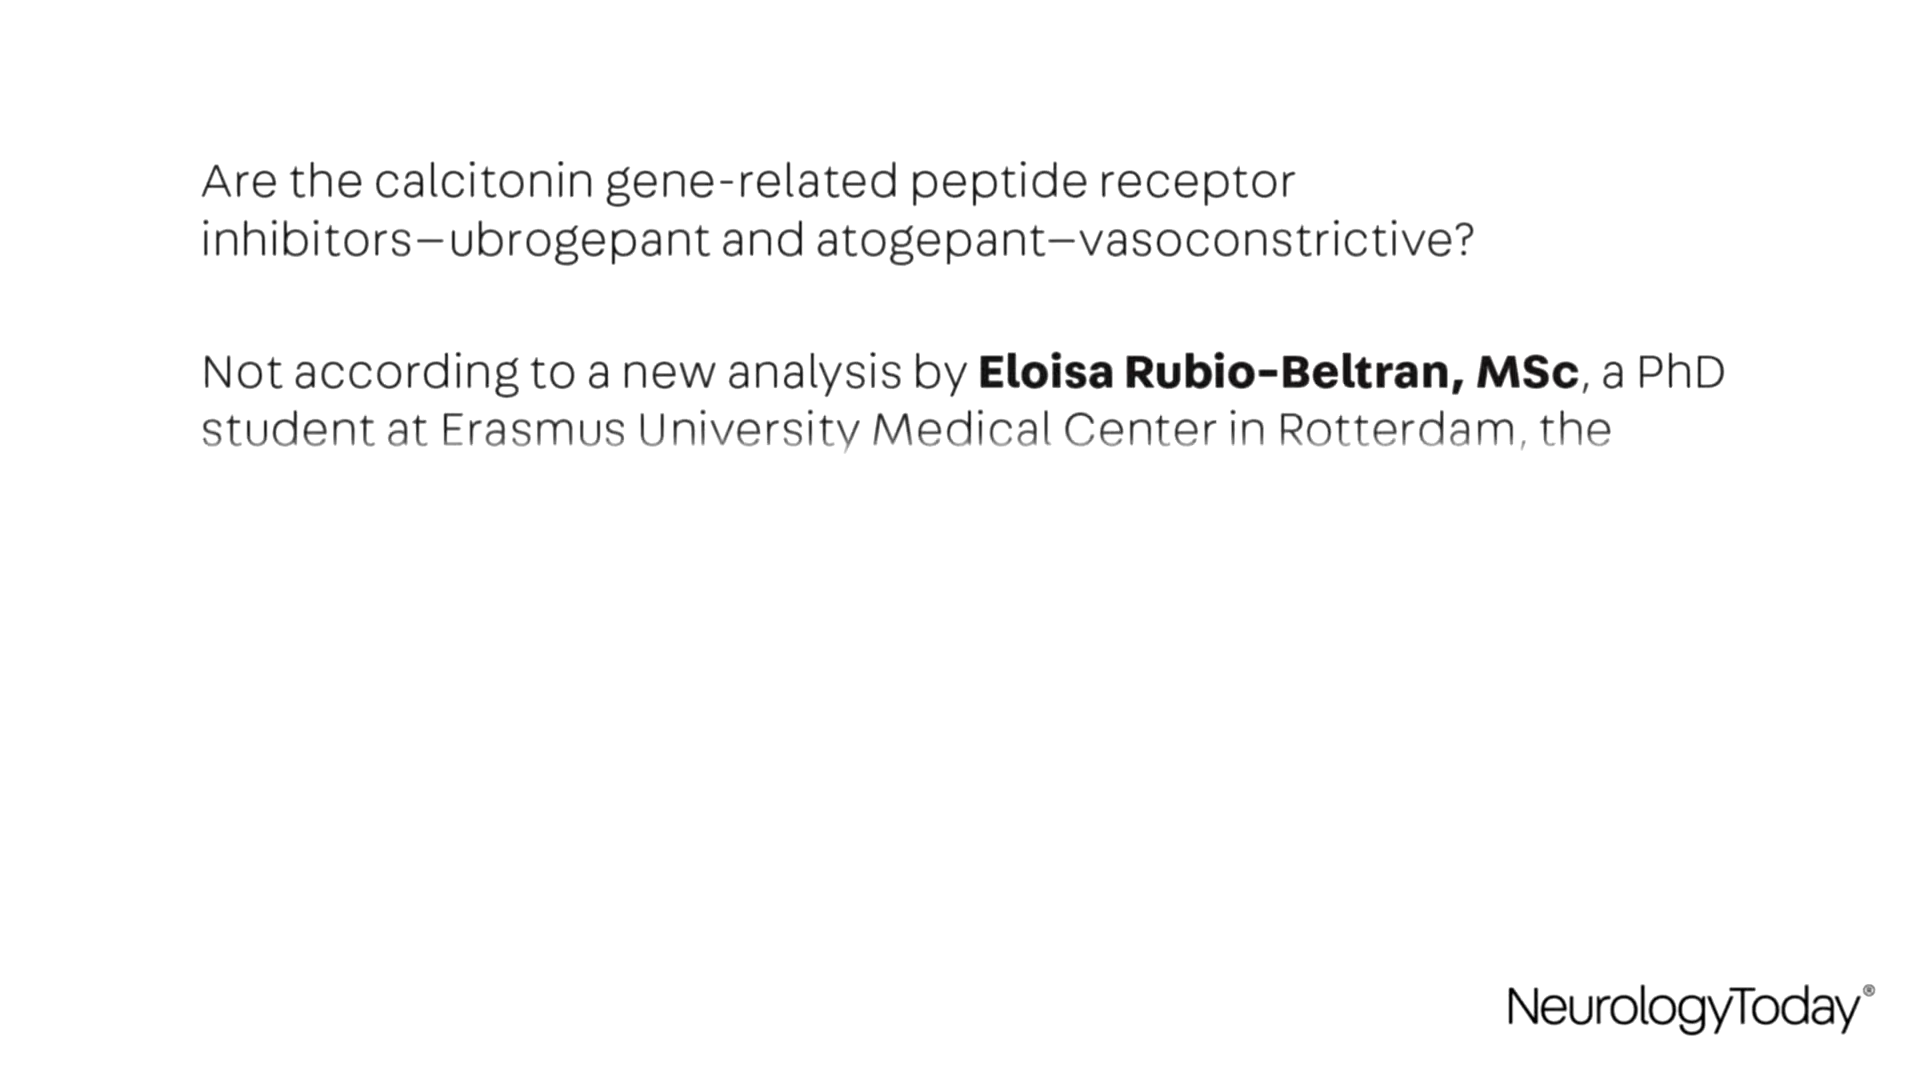 Are the calcitonin gene-related peptide receptor
inhibitors—ubrogepant and atogepant—vasoconstrictive?
Not according to a new analysis by Eloisa Rubio-Beltran, MSc, a PhD
student at Erasmus University Medical Center in Rotterdam, the
NeurologyToday®